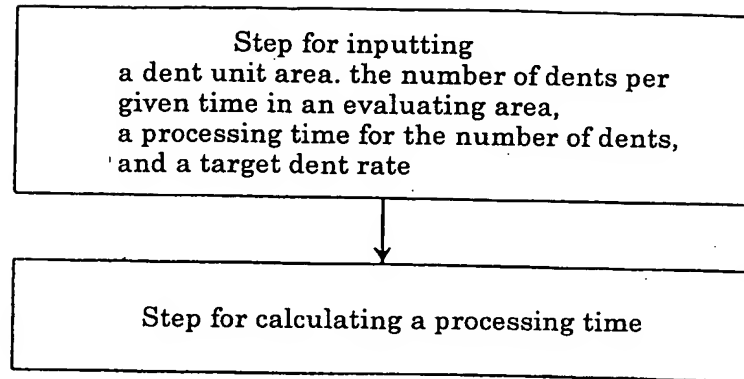 Step for inputting
a dent unit area. the number of dents per
given time in an evaluating area,
a processing time for the number of dents,
and a target dent rate
Step for calculating a processing time